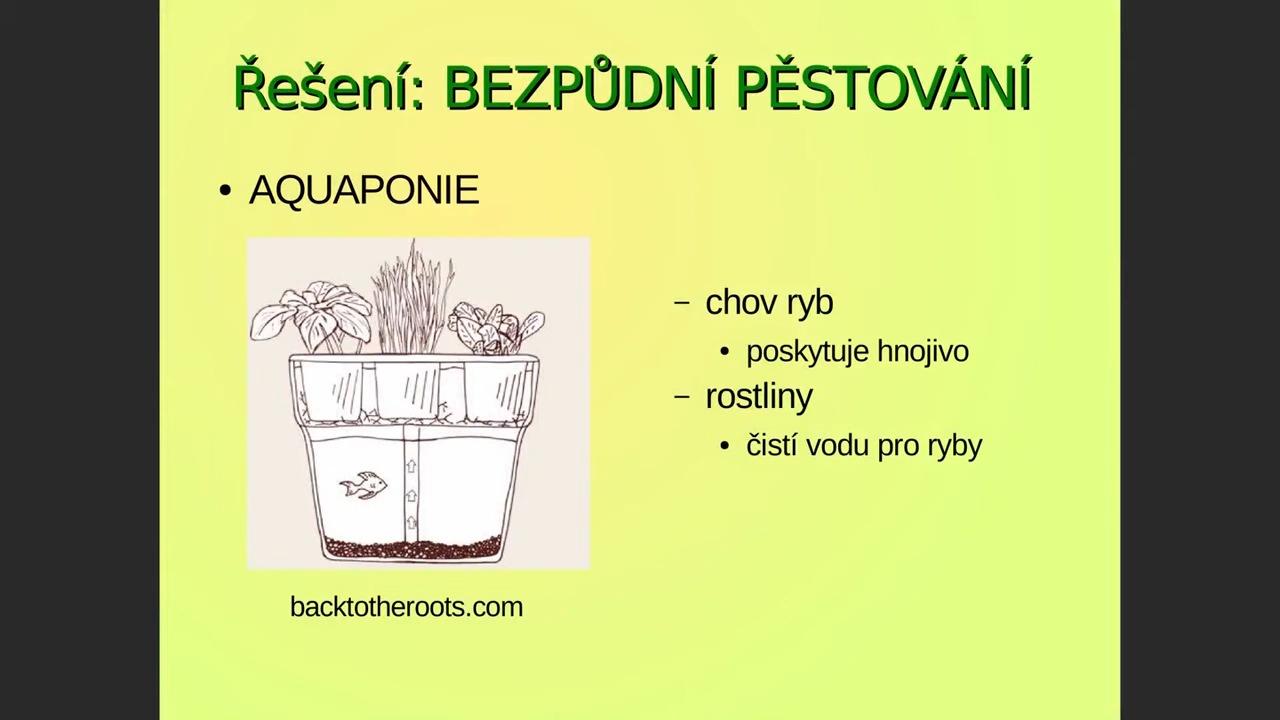 Řešení: BEZPŮDNÍ PĚSTOVÁNÍ
• AQUAPONIE
– chov ryb
• poskytuje hnojivo
– rostliny
• čistí vodu pro ryby
backtotheroots.com